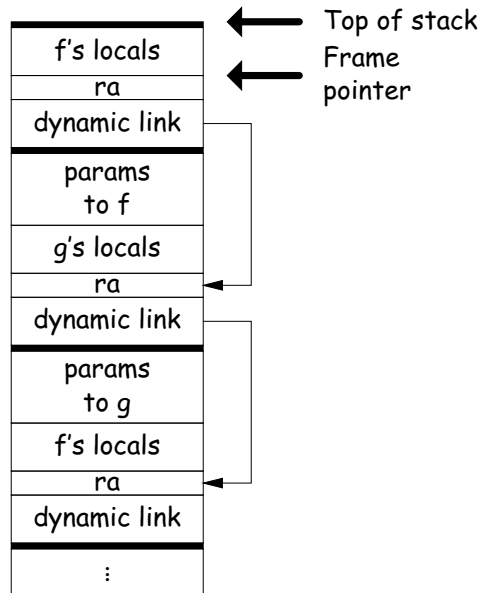 Top of stack
f's locals
Frame
pointer
ra
dynamic link
params
to f
g's locals
ra
dynamic link
params
to g
f's locals
ra
dynamic link
⋮